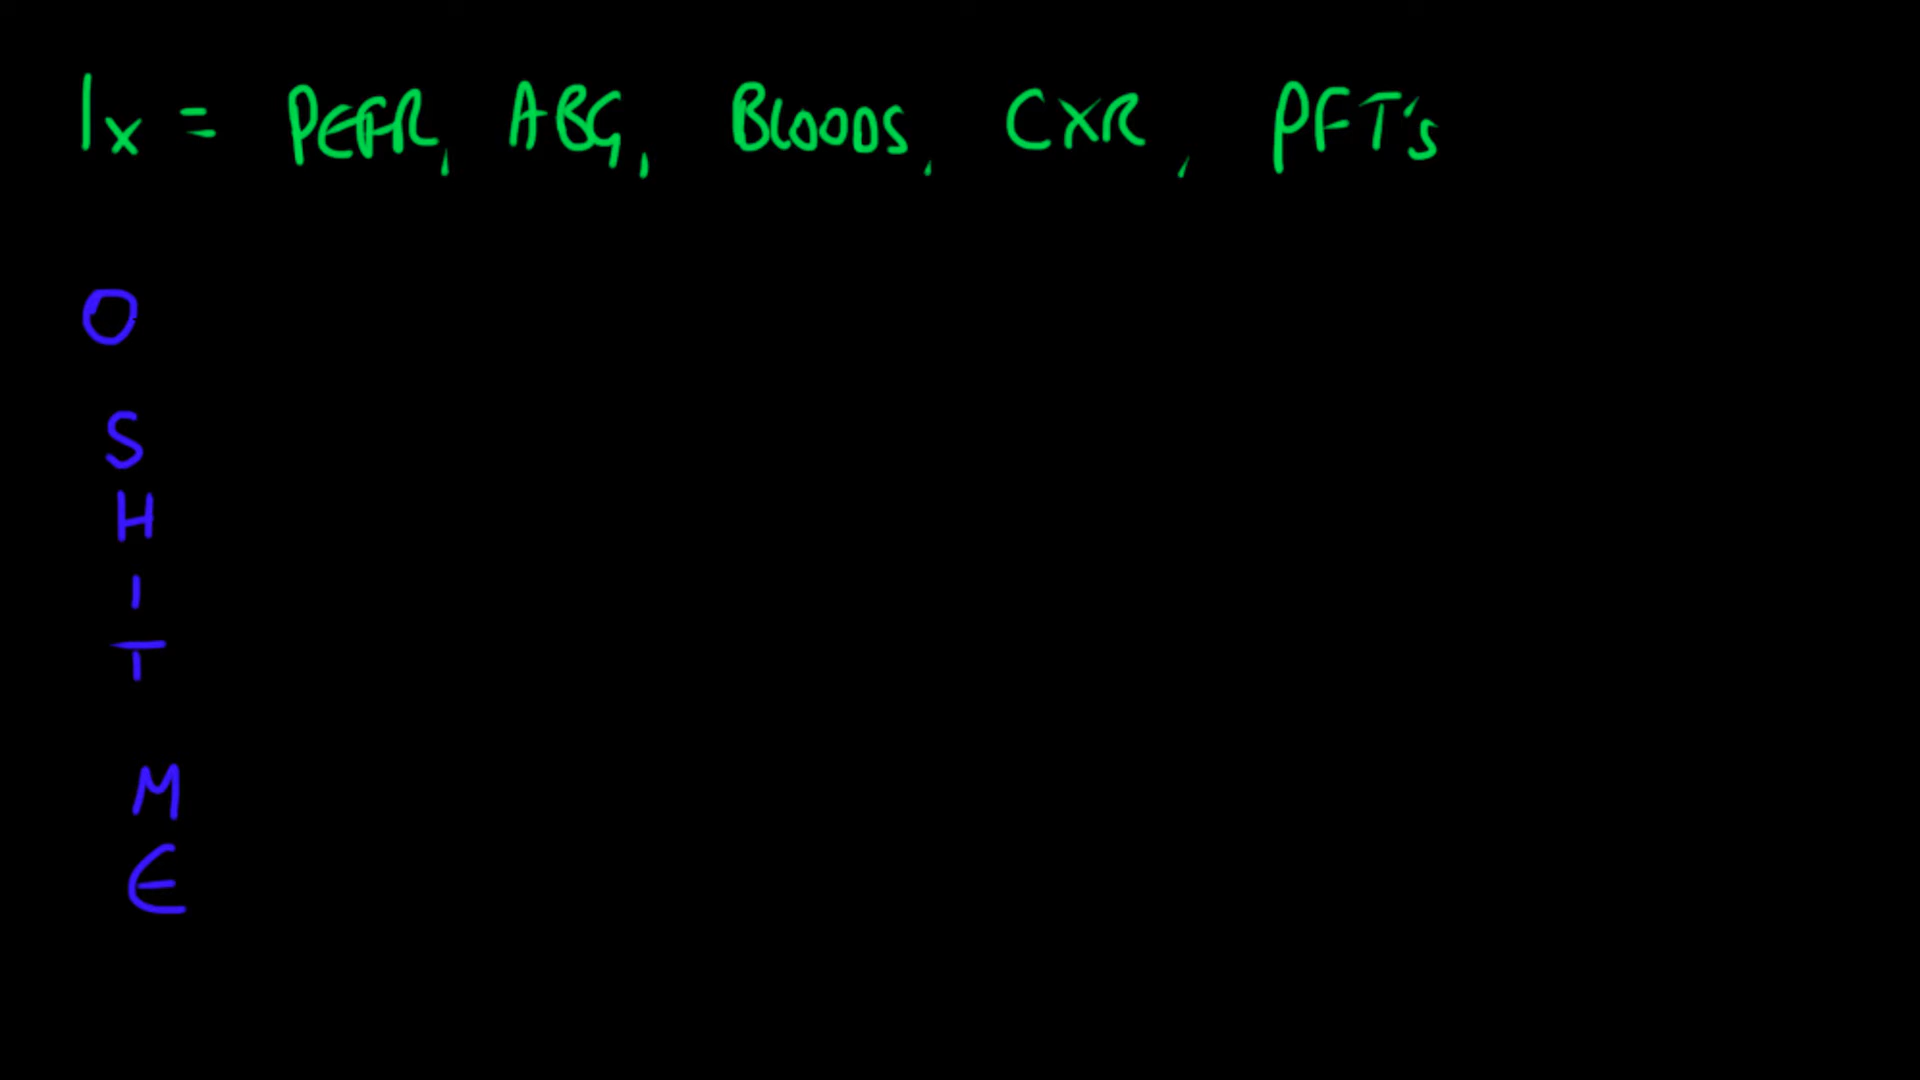 Ix = PEFR, ABG, BLOODS, CXR, PFT's
O
S
H
I
T
M
E